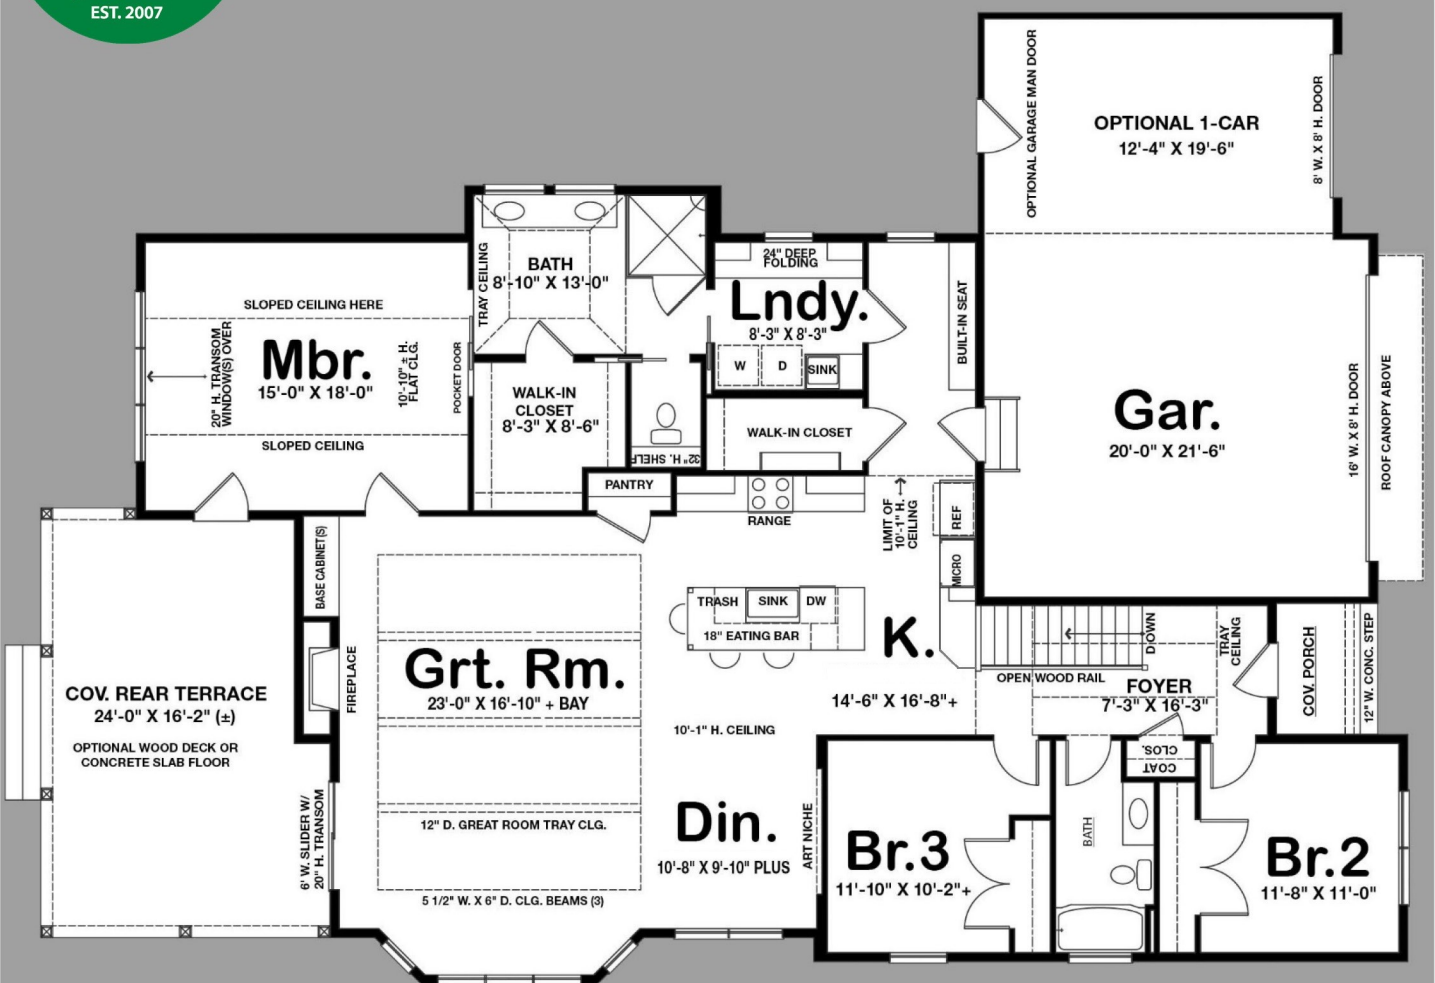 EST. 2007
OPTIONAL GARAGE MAN DOOR
OPTIONAL 1-CAR
12'-4" X 19'-6"
8' W. X 8' H. DOOR
SLOPED CEILING HERE
20" H. TRANSOM
WINDOW(S) OVER
Mbr.
15'-0" X 18'-0"
10'-10" ± H.
FLAT CLG.
POCKET DOOR
SLOPED CEILING
TRAY CEILING
BATH
8'-10" X 13'-0"
24" DEEP
FOLDING
Lndy.
8'-3" X 8'-3"
W
D
SINK
BUILT-IN SEAT
WALK-IN
CLOSET
8'-3" X 8'-6"
32" H. SHELF
WALK-IN CLOSET
Gar.
20'-0" X 21'-6"
16' W. X 8' H. DOOR
ROOF CANOPY ABOVE
PANTRY
RANGE
LIMIT OF
10'-1" H.
CEILING
REF
MICRO
BASE CABINET(S)
FIREPLACE
TRASH
SINK
DW
18" EATING BAR
K.
14'-6" X 16'-8"+
Grt. Rm.
23'-0" X 16'-10" + BAY
10'-1" H. CEILING
COV. REAR TERRACE
24'-0" X 16'-2" (±)
OPTIONAL WOOD DECK OR
CONCRETE SLAB FLOOR
6' W. SLIDER W/
20" H. TRANSOM
12" D. GREAT ROOM TRAY CLG.
5 1/2" W. X 6" D. CLG. BEAMS (3)
DOWN
OPEN WOOD RAIL
TRAY
CEILING
FOYER
7'-3" X 16'-3"
COV. PORCH
12" W. CONC. STEP
COAT
CLOS.
Din.
10'-8" X 9'-10" PLUS
ART NICHE
Br.3
11'-10" X 10'-2"+
BATH
Br.2
11'-8" X 11'-0"